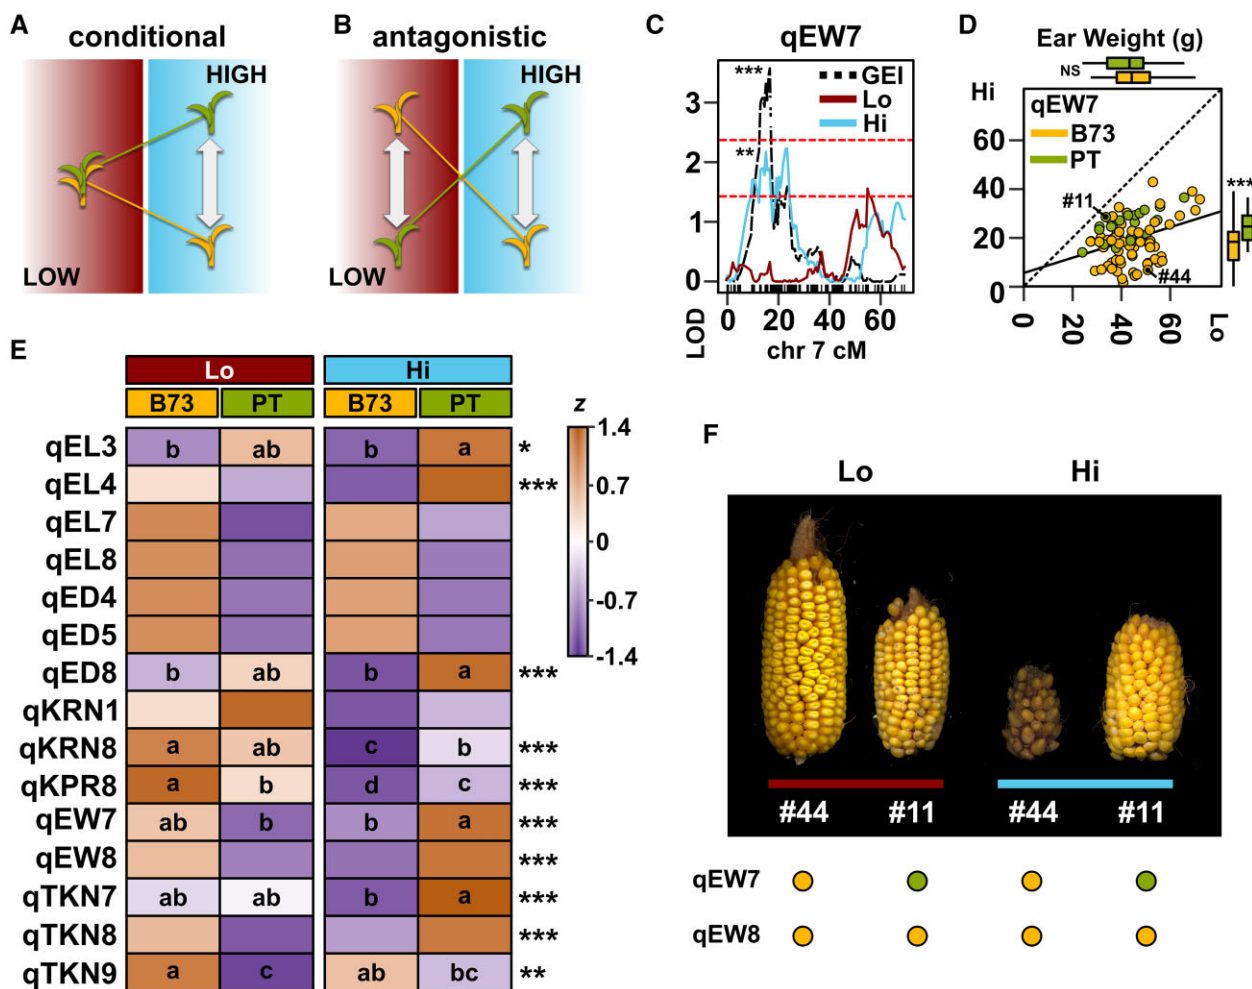 A
conditional
HIGH
LOW
B
antagonistic
HIGH
LOW
C
qEW7
GEI
Lo
Hi
***
**
3
2
1
0
LOD
0
20
40
60
chr 7 cM
D
Ear Weight (g)
NS
Hi
qEW7
B73
PT
60
40
20
0
#11
#44
***
0
20
40
60
Lo
E
Lo Hi
B73 PT B73 PT
z
1.4
0.7
0
-0.7
-1.4
qEL3 b ab b a *
qEL4 ***
qEL7
qEL8
qED4
qED5
qED8 b ab b a ***
qKRN1
qKRN8 a ab c b ***
qKPR8 a b d c ***
qEW7 ab b b a ***
qEW8 ***
qTKN7 ab ab b a ***
qTKN8 ***
qTKN9 a c ab bc **
F
Lo Hi
#44 #11 #44 #11
qEW7
qEW8